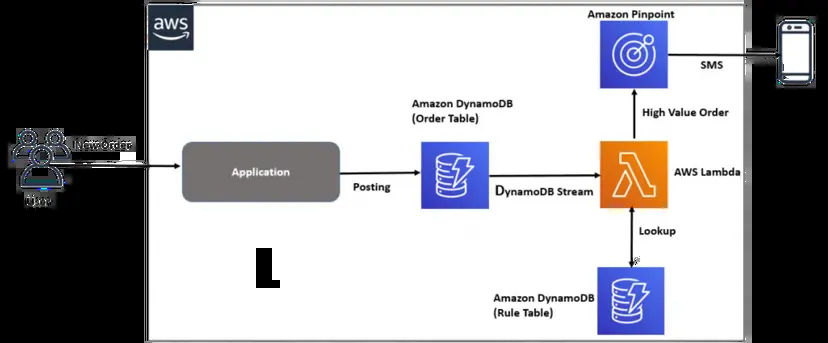 aws
Amazon Pinpoint
SMS
High Value Order
Amazon DynamoDB
(Order Table)
New Order
Application
Posting
DynamoDB Stream
AWS Lambda
Lookup
Amazon DynamoDB
(Rule Table)